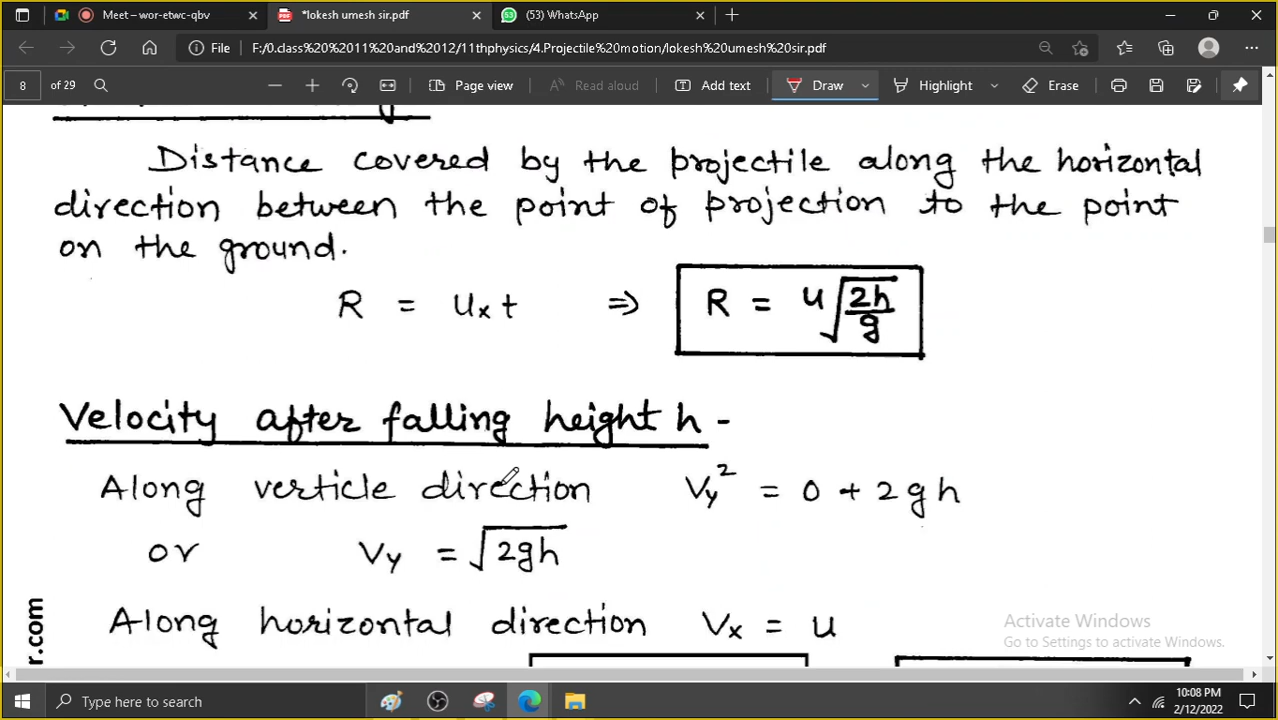 Meet – wor-etwc-qbv
*lokesh umesh sir.pdf
(53) WhatsApp
File
F:/0.class%20%2011%20and%2012/11thphysics/4.Projectile%20motion/lokesh%20umesh%20sir.pdf
8 of 29
Page view
Read aloud
Add text
Draw
Highlight
Erase
Distance covered by the projectile along the horizontal
direction between the point of projection to the point
on the ground.
R = uₓt ⇒ R = u√(2h/g)
Velocity after falling height h -
Along verticle direction Vy² = 0 + 2gh
or Vy = √2gh
Along horizontal direction Vₓ = u
r.com
Activate Windows
Go to Settings to activate Windows.
Type here to search
10:08 PM
2/12/2022